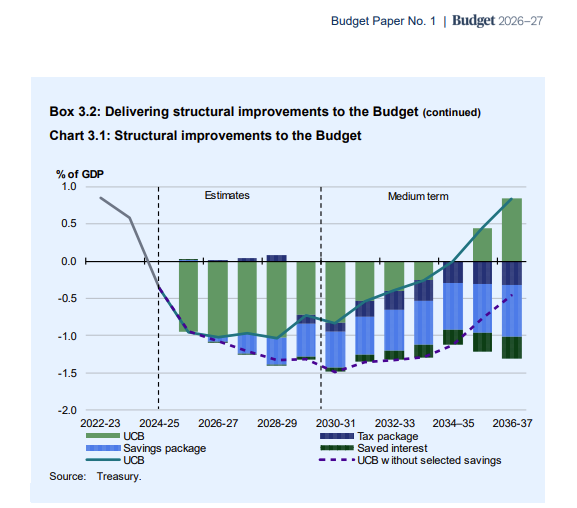 Budget Paper No. 1 | Budget 2026–27
Box 3.2: Delivering structural improvements to the Budget (continued)
Chart 3.1: Structural improvements to the Budget
% of GDP
1.0
Estimates
Medium term
0.5
0.0
-0.5
-1.0
-1.5
-2.0
2022-23 2024-25 2026-27 2028-29 2030-31 2032-33 2034–35 2036-37
UCB
Tax package
Savings package
Saved interest
UCB
UCB without selected savings
Source: Treasury.